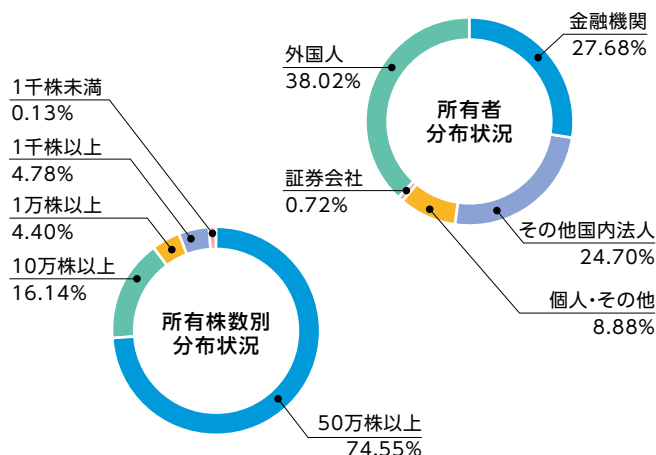 金融機関
27.68%
外国人
38.02%
所有者
分布状況
証券会社
0.72%
その他国内法人
24.70%
個人・その他
8.88%
1千株未満
0.13%
1千株以上
4.78%
1万株以上
4.40%
10万株以上
16.14%
所有株数別
分布状況
50万株以上
74.55%